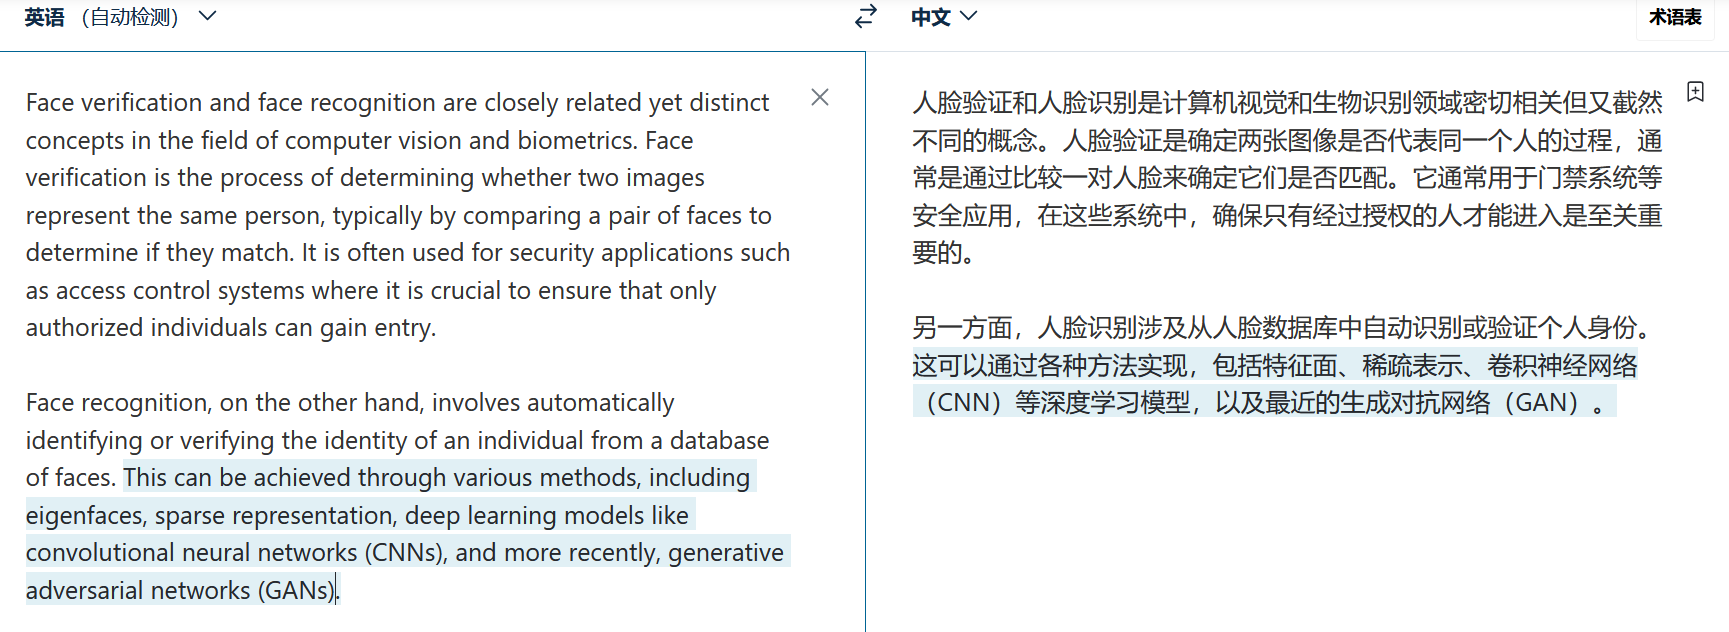 英语 (自动检测)
中文
术语表
Face verification and face recognition are closely related yet distinct
concepts in the field of computer vision and biometrics. Face
verification is the process of determining whether two images
represent the same person, typically by comparing a pair of faces to
determine if they match. It is often used for security applications such
as access control systems where it is crucial to ensure that only
authorized individuals can gain entry.
Face recognition, on the other hand, involves automatically
identifying or verifying the identity of an individual from a database
of faces. This can be achieved through various methods, including
eigenfaces, sparse representation, deep learning models like
convolutional neural networks (CNNs), and more recently, generative
adversarial networks (GANs).
人脸验证和人脸识别是计算机视觉和生物识别领域密切相关但又截然
不同的概念。人脸验证是确定两张图像是否代表同一个人的过程，通
常是通过比较一对人脸来确定它们是否匹配。它通常用于门禁系统等
安全应用，在这些系统中，确保只有经过授权的人才能进入是至关重
要的。
另一方面，人脸识别涉及从人脸数据库中自动识别或验证个人身份。
这可以通过各种方法实现，包括特征面、稀疏表示、卷积神经网络
（CNN）等深度学习模型，以及最近的生成对抗网络（GAN）。